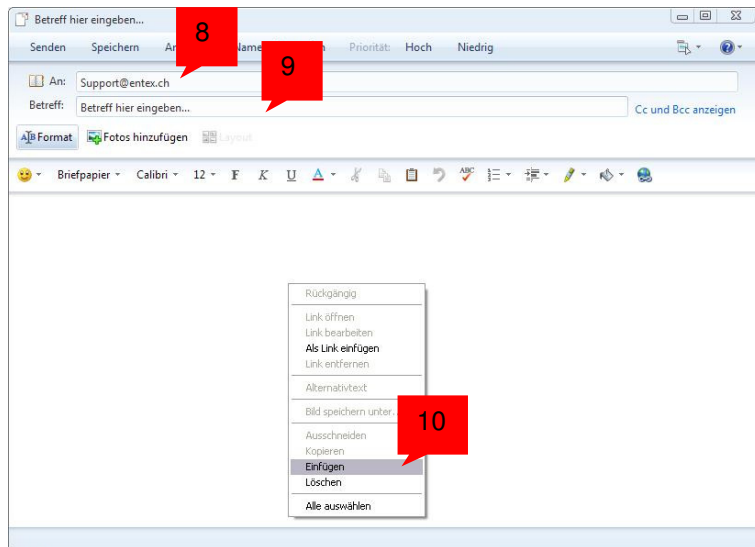 Betreff hier eingeben...
8
Senden Speichern Priorität: Hoch Niedrig
9
An: Support@entex.ch
Betreff: Betreff hier eingeben... Cc und Bcc anzeigen
Format Fotos hinzufügen Layout
Briefpapier Calibri 12 F K U A ABC
Rückgängig
Link öffnen
Link bearbeiten
Als Link einfügen
Link entfernen
Alternativtext
Bild speichern unter...
10
Ausschneiden
Kopieren
Einfügen
Löschen
Alle auswählen